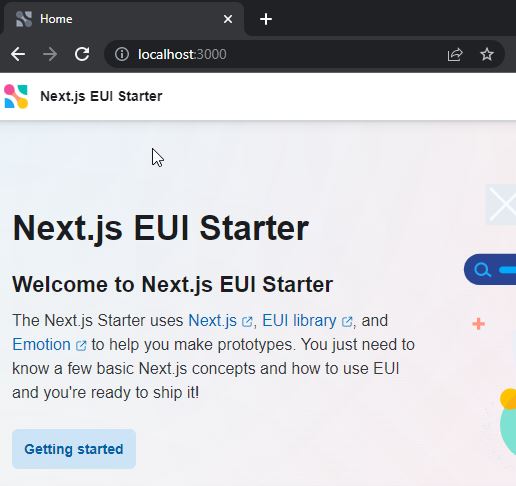 Home
localhost:3000
Next.js EUI Starter
Next.js EUI Starter
Welcome to Next.js EUI Starter
The Next.js Starter uses Next.js, EUI library, and
Emotion to help you make prototypes. You just need to
know a few basic Next.js concepts and how to use EUI
and you're ready to ship it!
Getting started